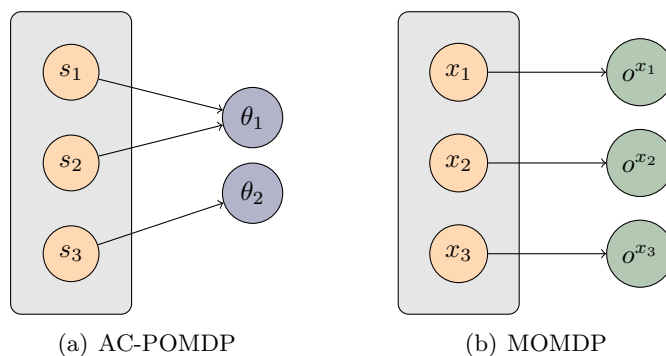 s₁ x₁ o^{x₁}
θ₁
s₂ x₂ o^{x₂}
θ₂
s₃ x₃ o^{x₃}
(a) AC-POMDP (b) MOMDP